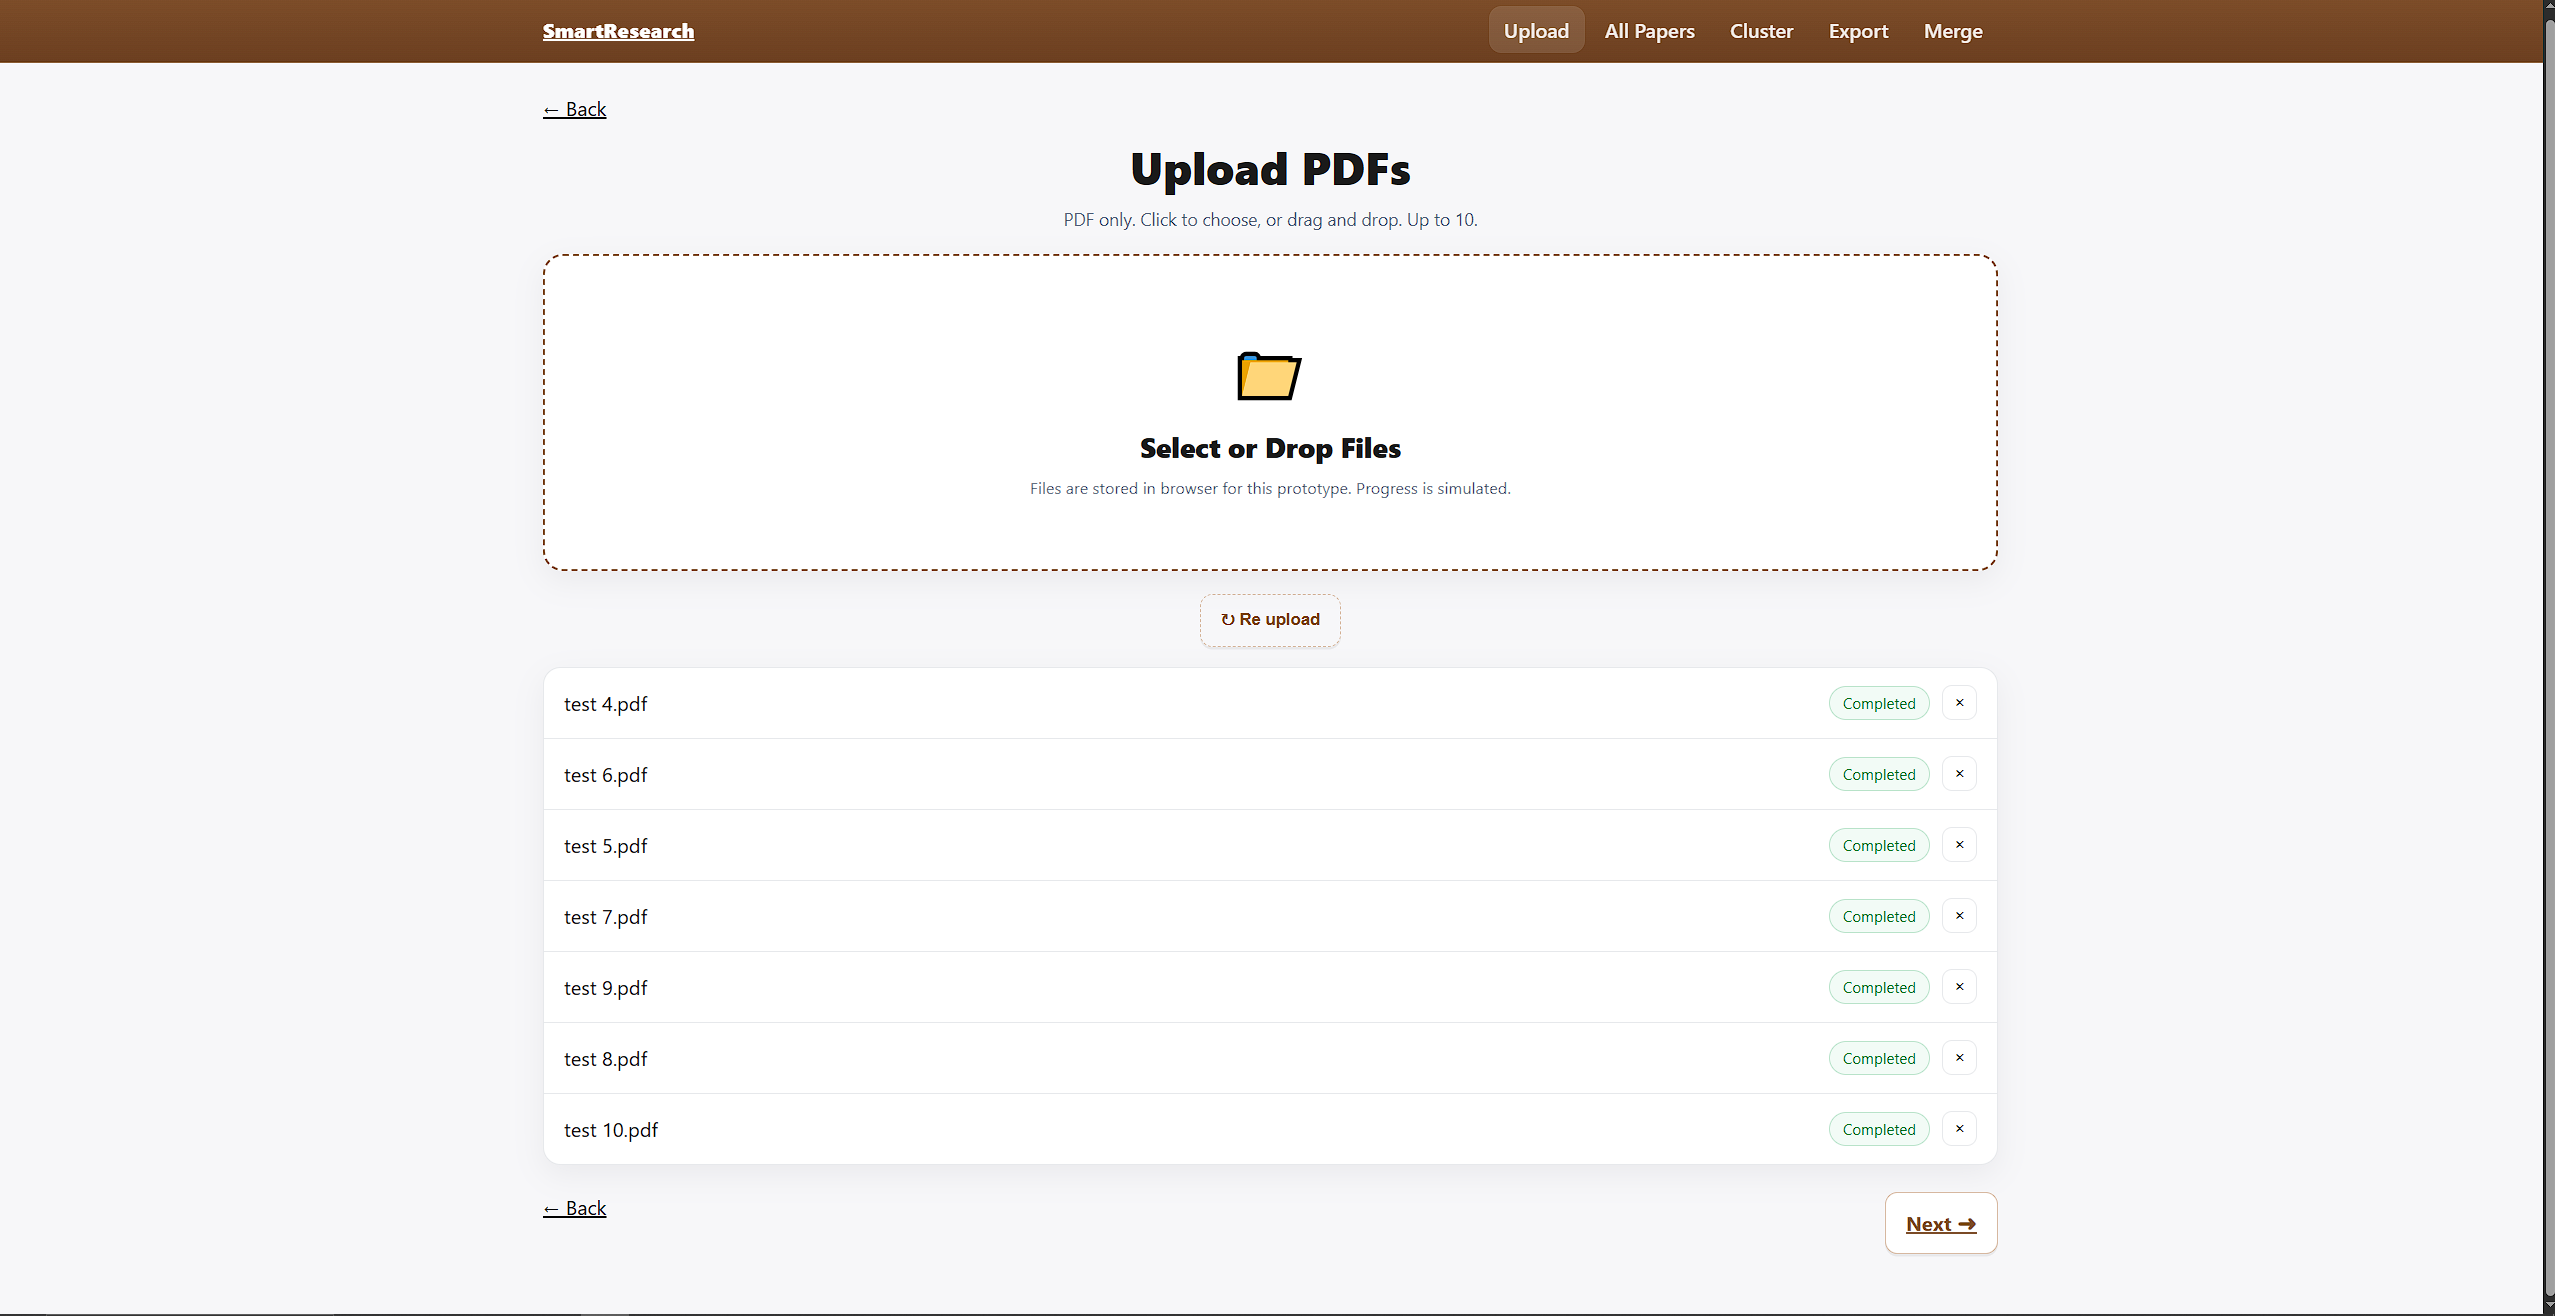 SmartResearch Upload All Papers Cluster Export Merge
← Back
Upload PDFs
PDF only. Click to choose, or drag and drop. Up to 10.
Select or Drop Files
Files are stored in browser for this prototype. Progress is simulated.
↻ Re upload
test 4.pdf Completed ×
test 6.pdf Completed ×
test 5.pdf Completed ×
test 7.pdf Completed ×
test 9.pdf Completed ×
test 8.pdf Completed ×
test 10.pdf Completed ×
← Back
Next ➜